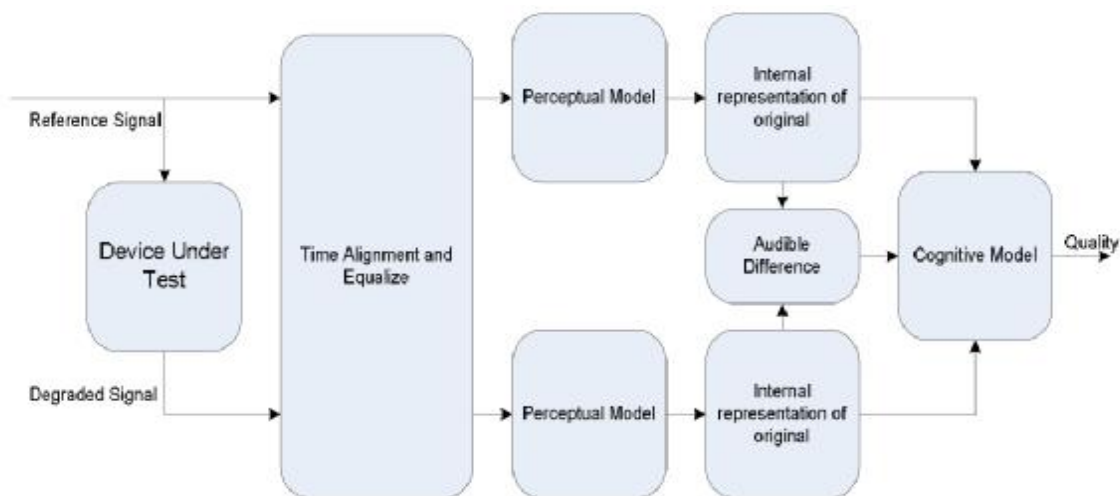 Reference Signal
Device Under
Test
Degraded Signal
Time Alignment and
Equalize
Perceptual Model
Internal
representation of
original
Audible
Difference
Perceptual Model
Internal
representation of
original
Cognitive Model
Quality